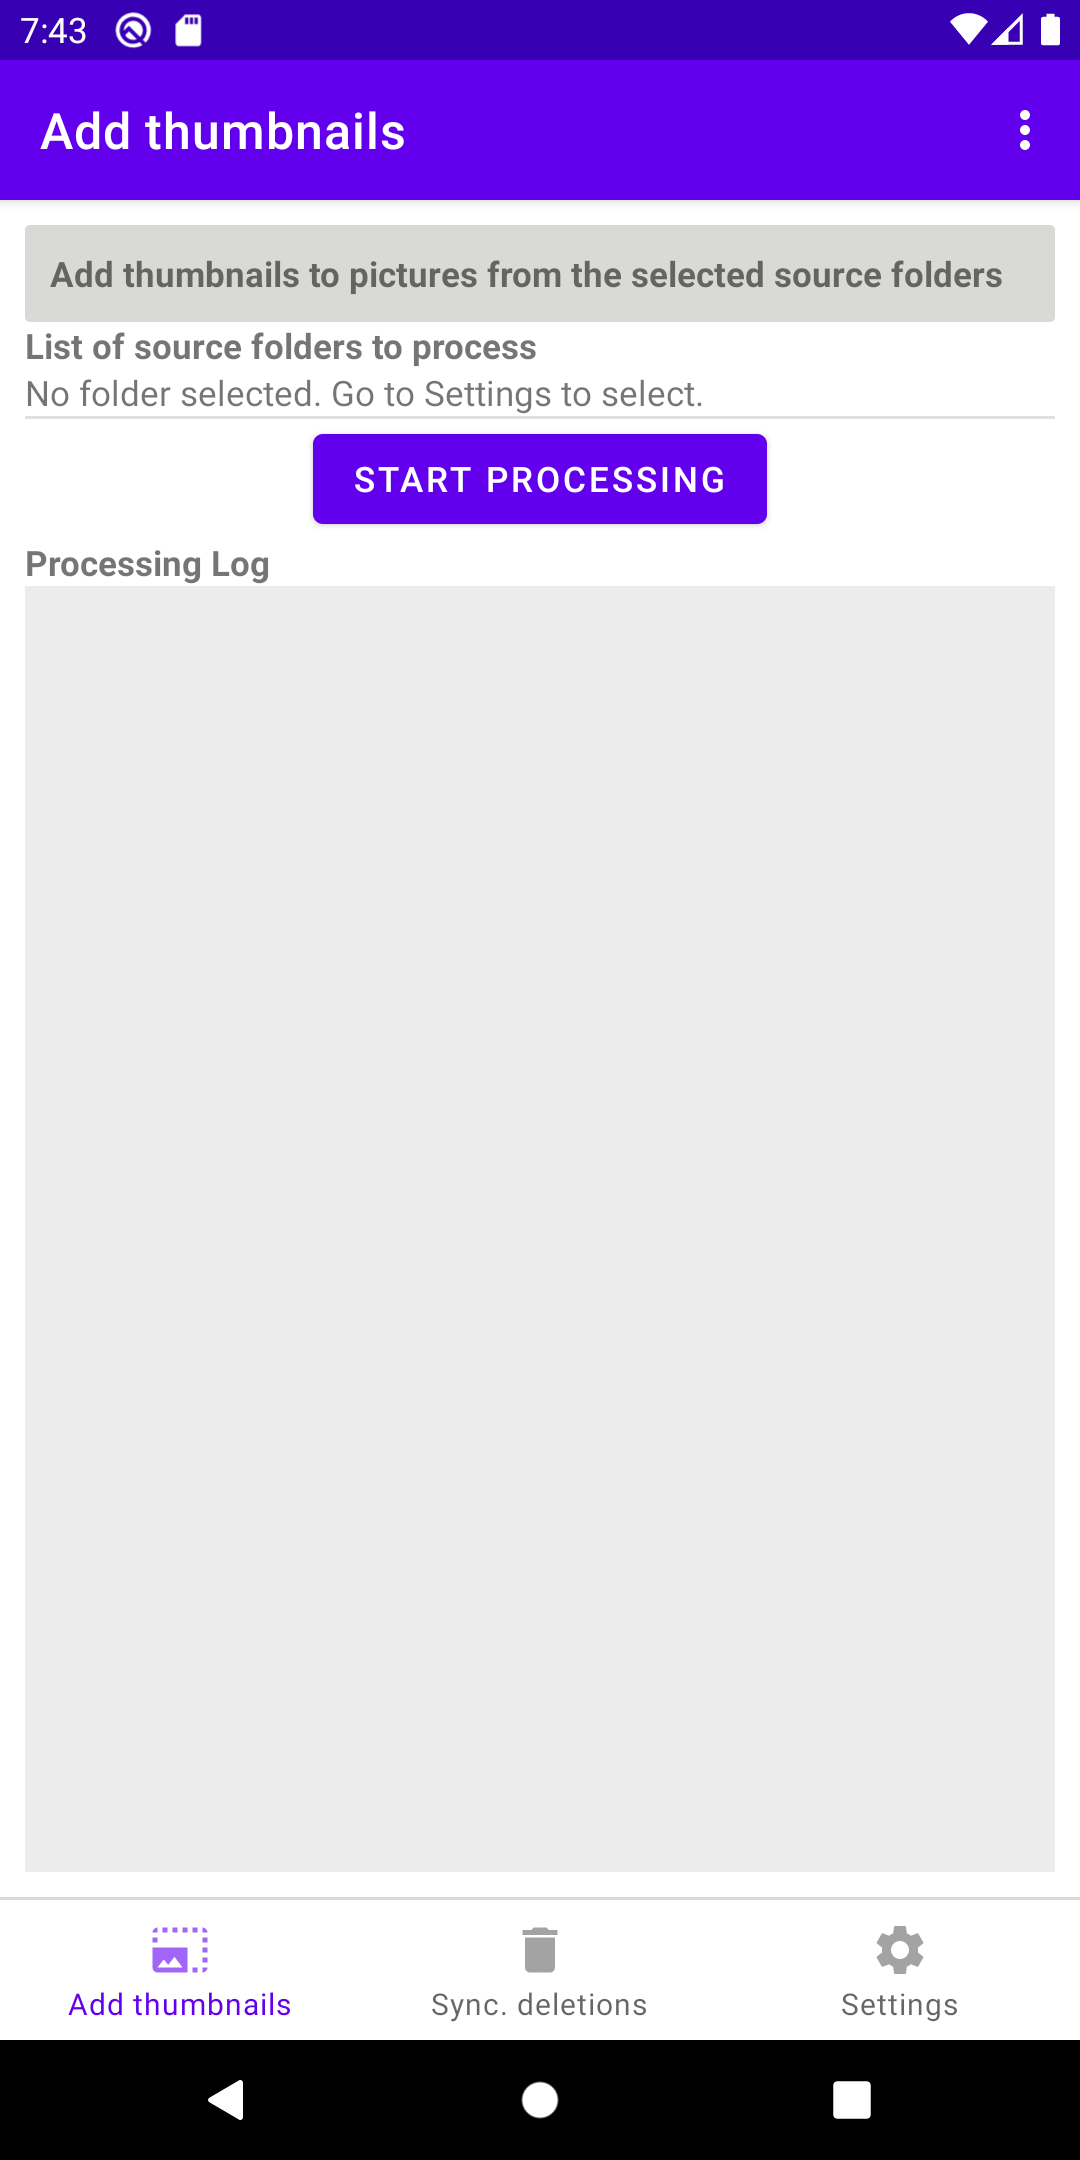 7:43
Add thumbnails
Add thumbnails to pictures from the selected source folders
List of source folders to process
No folder selected. Go to Settings to select.
START PROCESSING
Processing Log
Add thumbnails
Sync. deletions
Settings